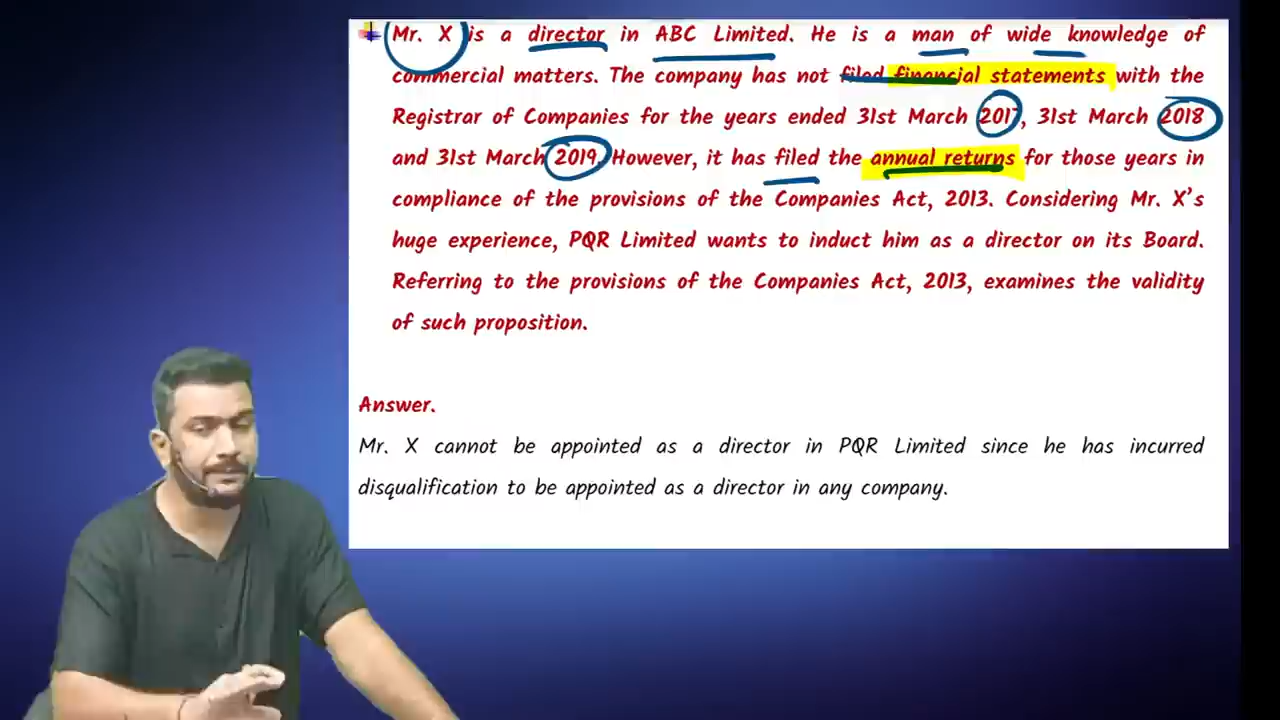 Mr. X is a director in ABC Limited. He is a man of wide knowledge of
commercial matters. The company has not filed financial statements with the
Registrar of Companies for the years ended 31st March 2017, 31st March 2018
and 31st March 2019. However, it has filed the annual returns for those years in
compliance of the provisions of the Companies Act, 2013. Considering Mr. X's
huge experience, PQR Limited wants to induct him as a director on its Board.
Referring to the provisions of the Companies Act, 2013, examines the validity
of such proposition.
Answer.
Mr. X cannot be appointed as a director in PQR Limited since he has incurred
disqualification to be appointed as a director in any company.